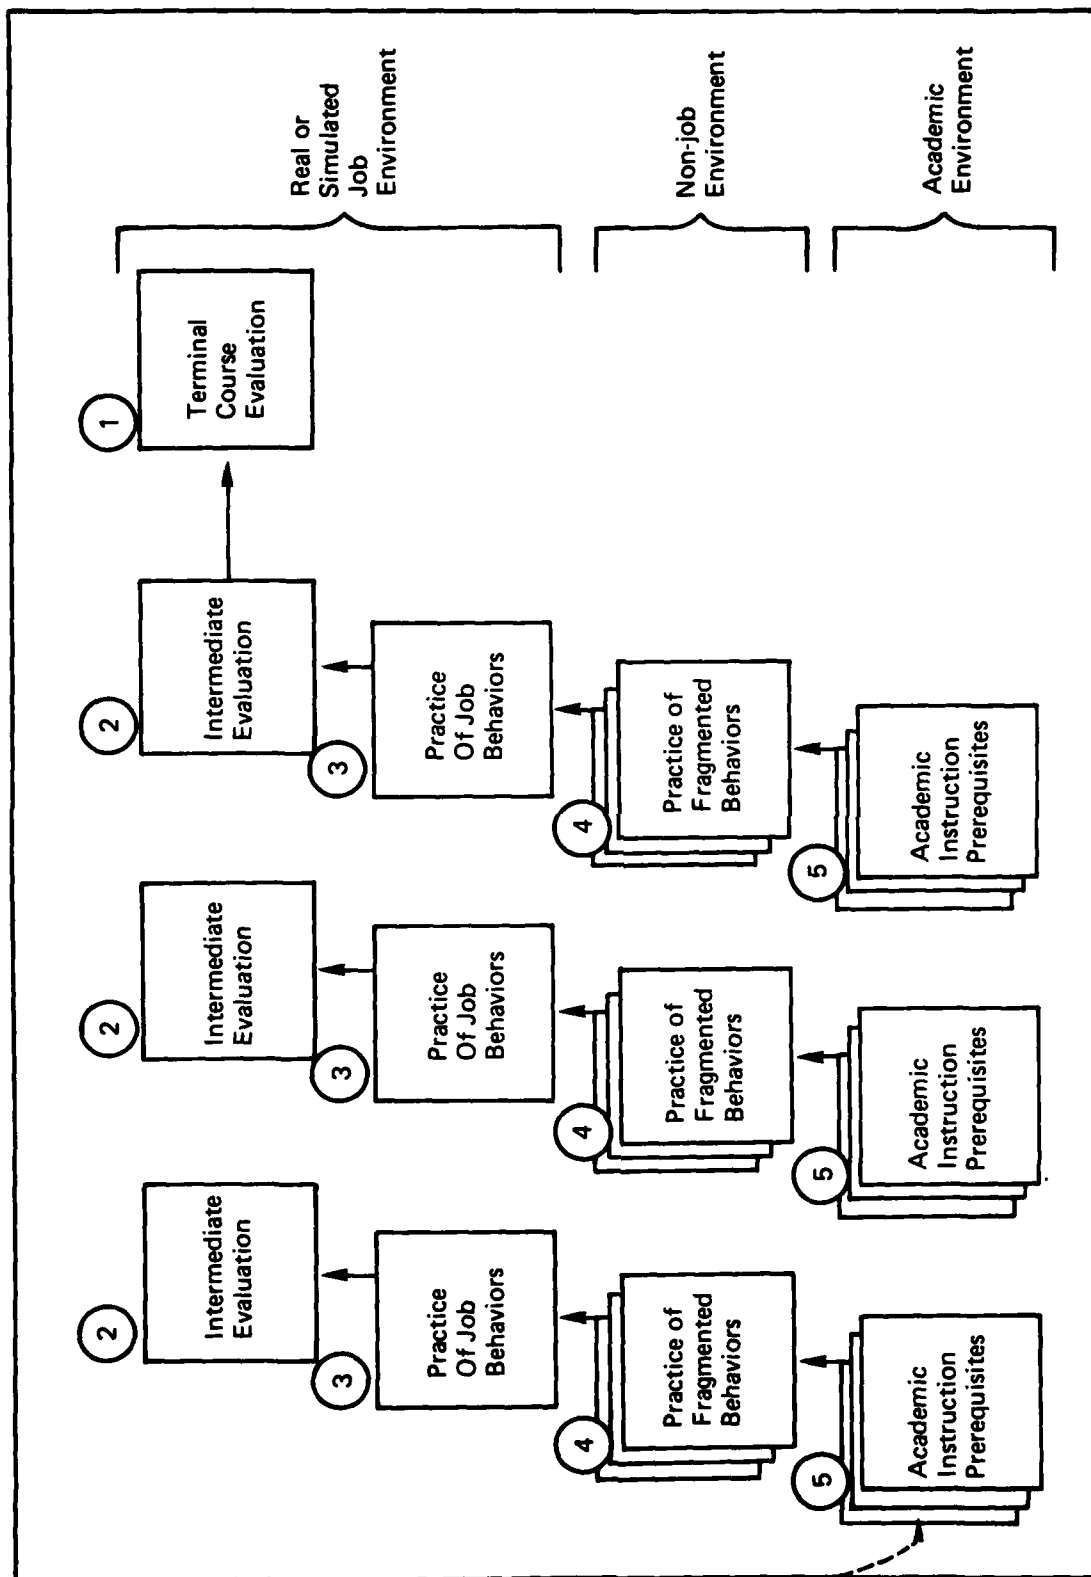 2
Intermediate
Evaluation
2
Intermediate
Evaluation
2
Intermediate
Evaluation
1
Terminal
Course
Evaluation
Real or
Simulated
Job
Environment
3
Practice
Of Job
Behaviors
3
Practice
Of Job
Behaviors
3
Practice
Of Job
Behaviors
4
Practice of
Fragmented
Behaviors
4
Practice of
Fragmented
Behaviors
4
Practice of
Fragmented
Behaviors
Non-job
Environment
5
Academic
Instruction
Prerequisites
5
Academic
Instruction
Prerequisites
5
Academic
Instruction
Prerequisites
Academic
Environment